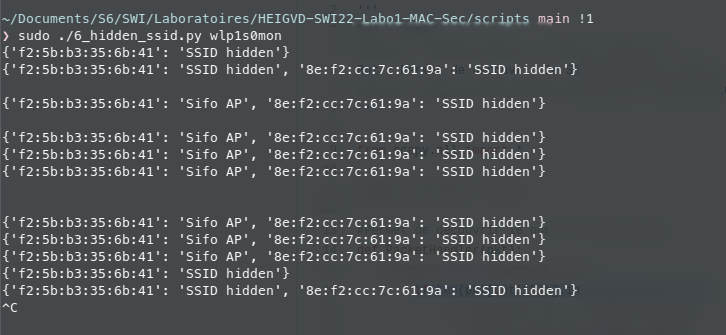 ~/Documents/S6/SWI/Laboratoires/HEIGVD-SWI22-Labo1-MAC-Sec/scripts main !1
❯ sudo ./6_hidden_ssid.py wlp1s0mon
{'f2:5b:b3:35:6b:41': 'SSID hidden'}
{'f2:5b:b3:35:6b:41': 'SSID hidden', '8e:f2:cc:7c:61:9a': 'SSID hidden'}
{'f2:5b:b3:35:6b:41': 'Sifo AP', '8e:f2:cc:7c:61:9a': 'SSID hidden'}
{'f2:5b:b3:35:6b:41': 'Sifo AP', '8e:f2:cc:7c:61:9a': 'SSID hidden'}
{'f2:5b:b3:35:6b:41': 'Sifo AP', '8e:f2:cc:7c:61:9a': 'SSID hidden'}
{'f2:5b:b3:35:6b:41': 'Sifo AP', '8e:f2:cc:7c:61:9a': 'SSID hidden'}
{'f2:5b:b3:35:6b:41': 'Sifo AP', '8e:f2:cc:7c:61:9a': 'SSID hidden'}
{'f2:5b:b3:35:6b:41': 'Sifo AP', '8e:f2:cc:7c:61:9a': 'SSID hidden'}
{'f2:5b:b3:35:6b:41': 'Sifo AP', '8e:f2:cc:7c:61:9a': 'SSID hidden'}
{'f2:5b:b3:35:6b:41': 'SSID hidden'}
{'f2:5b:b3:35:6b:41': 'SSID hidden', '8e:f2:cc:7c:61:9a': 'SSID hidden'}
^C